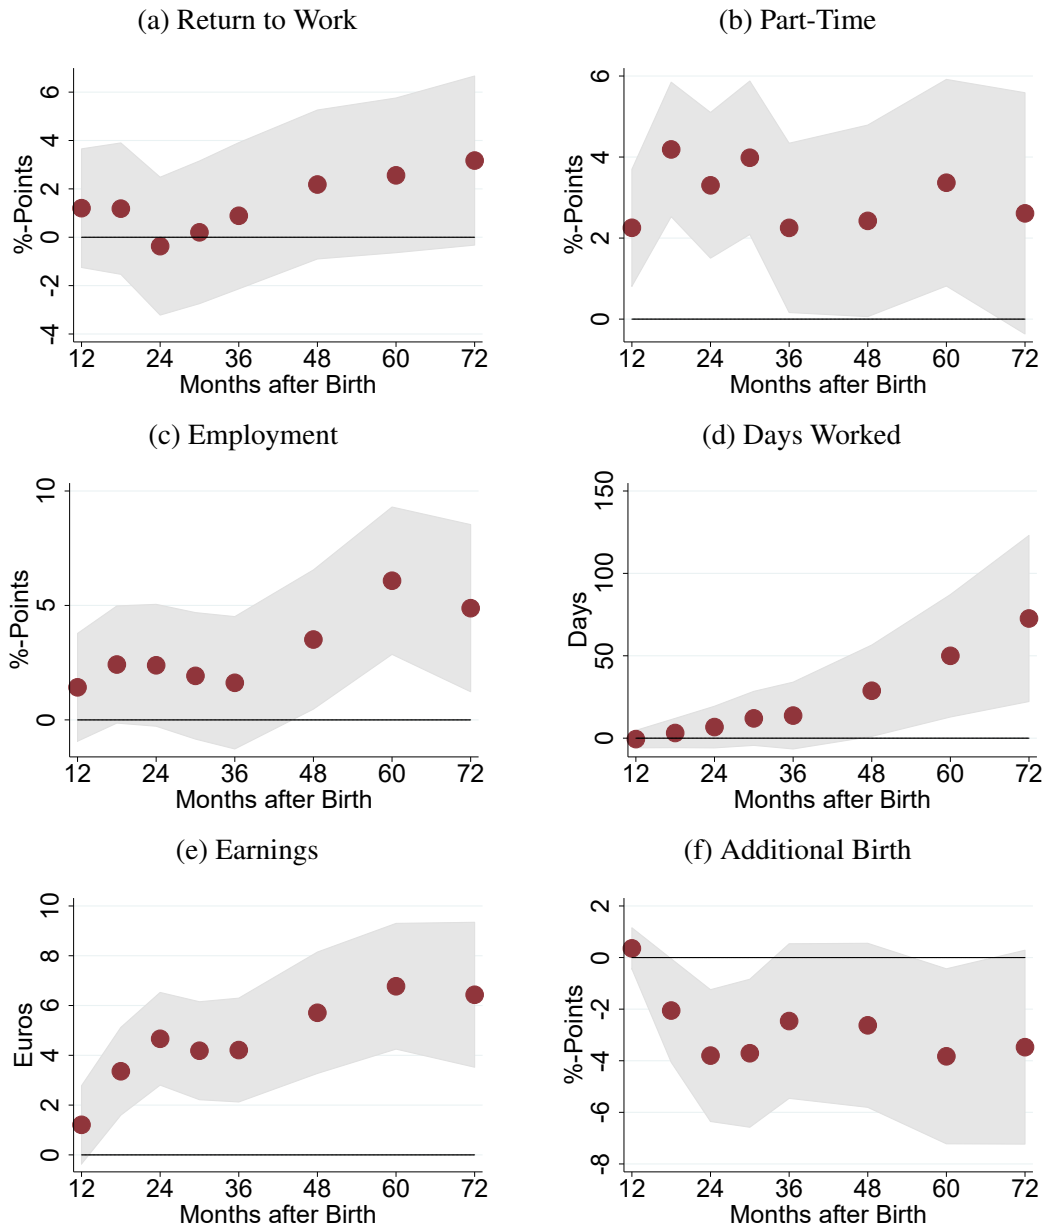 (a) Return to Work
%-Points
6
4
2
0
-2
-4
12 24 36 48 60 72
Months after Birth
(b) Part-Time
%-Points
6
4
2
0
12 24 36 48 60 72
Months after Birth
(c) Employment
%-Points
10
5
0
12 24 36 48 60 72
Months after Birth
(d) Days Worked
Days
150
100
50
0
12 24 36 48 60 72
Months after Birth
(e) Earnings
Euros
10
8
6
4
2
0
12 24 36 48 60 72
Months after Birth
(f) Additional Birth
%-Points
2
0
-2
-4
-6
-8
12 24 36 48 60 72
Months after Birth